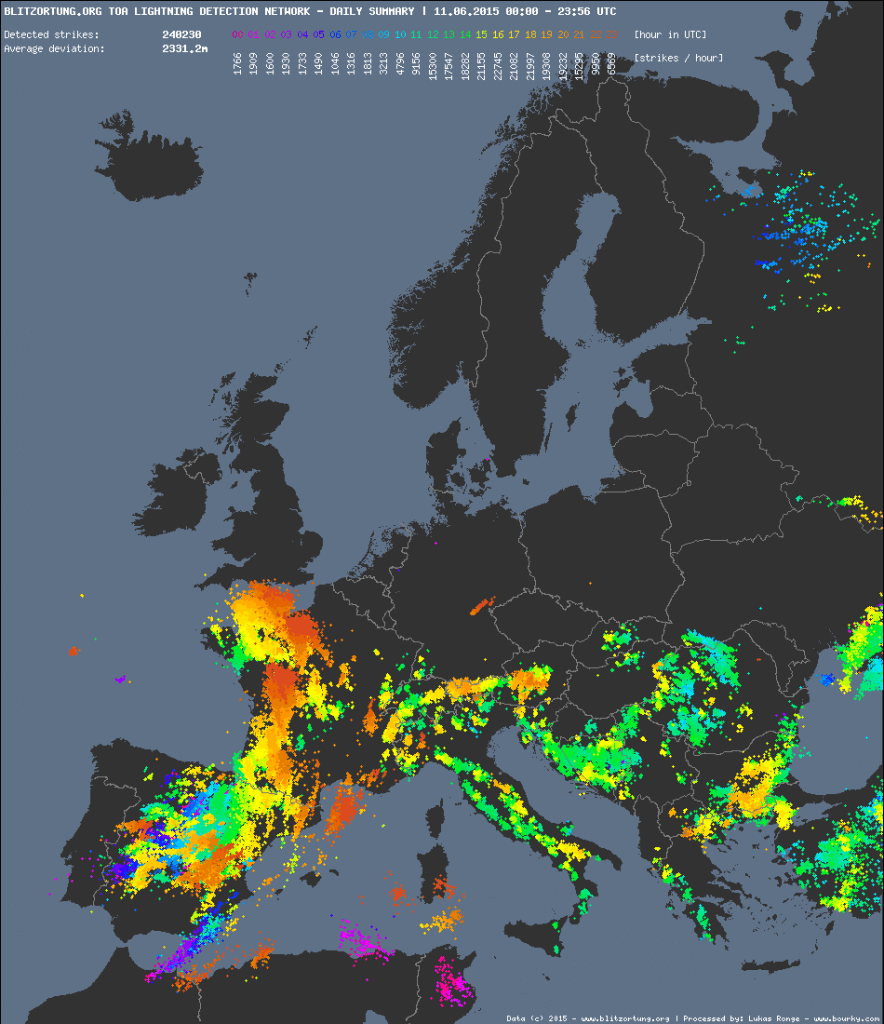 BLITZORTUNG.ORG TOA LIGHTNING DETECTION NETWORK - DAILY SUMMARY | 11.06.2015 00:00 - 23:56 UTC
Detected strikes: 240230 00 01 02 03 04 05 06 07 08 09 10 11 12 13 14 15 16 17 18 19 20 21 22 23 [hour in UTC]
Average deviation: 2331.2m
1766 1909 1600 1930 1733 1490 1046 1316 1813 3213 4796 9156 15300 17547 18282 21155 22745 21082 21997 19308 19232 15295 9950 6569 [strikes / hour]
Data (c) 2015 - www.blitzortung.org | Processed by: Lukas Ronge - www.bourky.com